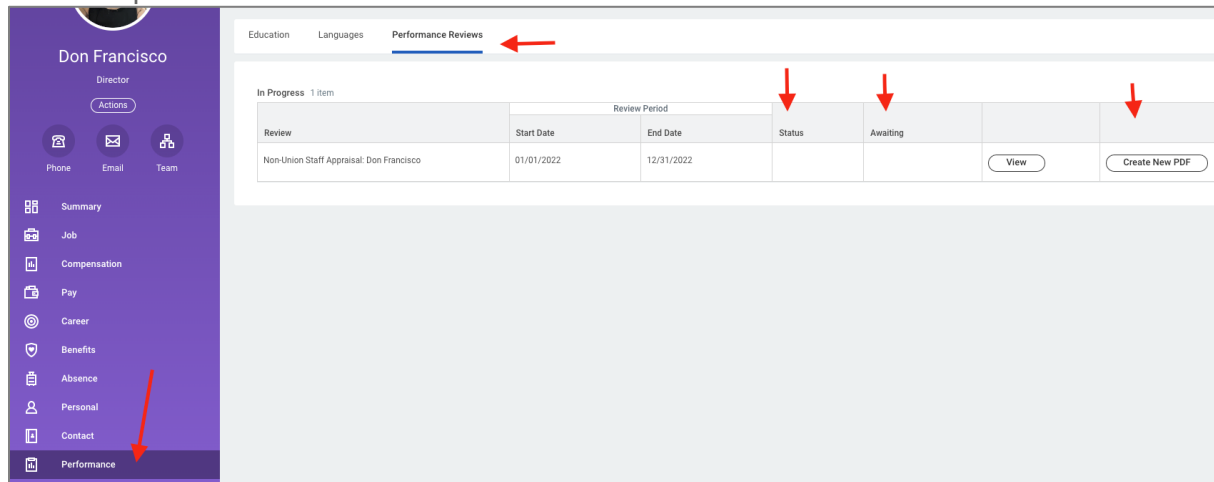 Don Francisco
Director
Actions
Phone Email Team
Summary
Job
Compensation
Pay
Career
Benefits
Absence
Personal
Contact
Performance
Education Languages Performance Reviews
In Progress 1 item
Review Period
Review Start Date End Date Status Awaiting
Non-Union Staff Appraisal: Don Francisco 01/01/2022 12/31/2022 View Create New PDF